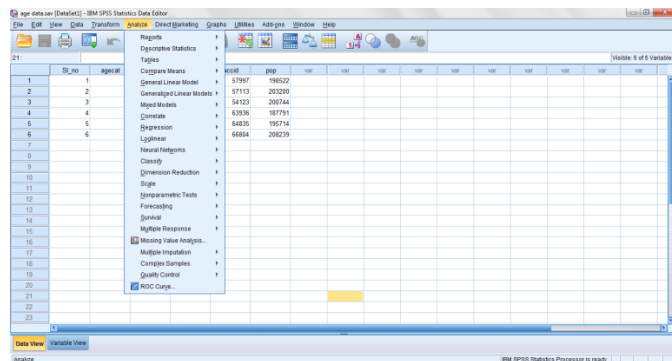 age data.sav [DataSet1] - IBM SPSS Statistics Data Editor
File Edit View Data Transform Analyze Direct Marketing Graphs Utilities Add-ons Window Help
21 :
Visible: 6 of 6 Variable
Sl_no agecat accid pop var var var var var var var var
1 1 57997 198522
2 2 57113 203200
3 3 54123 200744
4 4 63936 187791
5 5 64835 195714
6 6 66804 208239
7
8
9
10
11
12
13
14
15
16
17
18
19
20
21
22
23
Reports
Descriptive Statistics
Tables
Compare Means
General Linear Model
Generalized Linear Models
Mixed Models
Correlate
Regression
Loglinear
Neural Networks
Classify
Dimension Reduction
Scale
Nonparametric Tests
Forecasting
Survival
Multiple Response
Missing Value Analysis...
Multiple Imputation
Complex Samples
Quality Control
ROC Curve...
Data View Variable View
Analyze
IBM SPSS Statistics Processor is ready